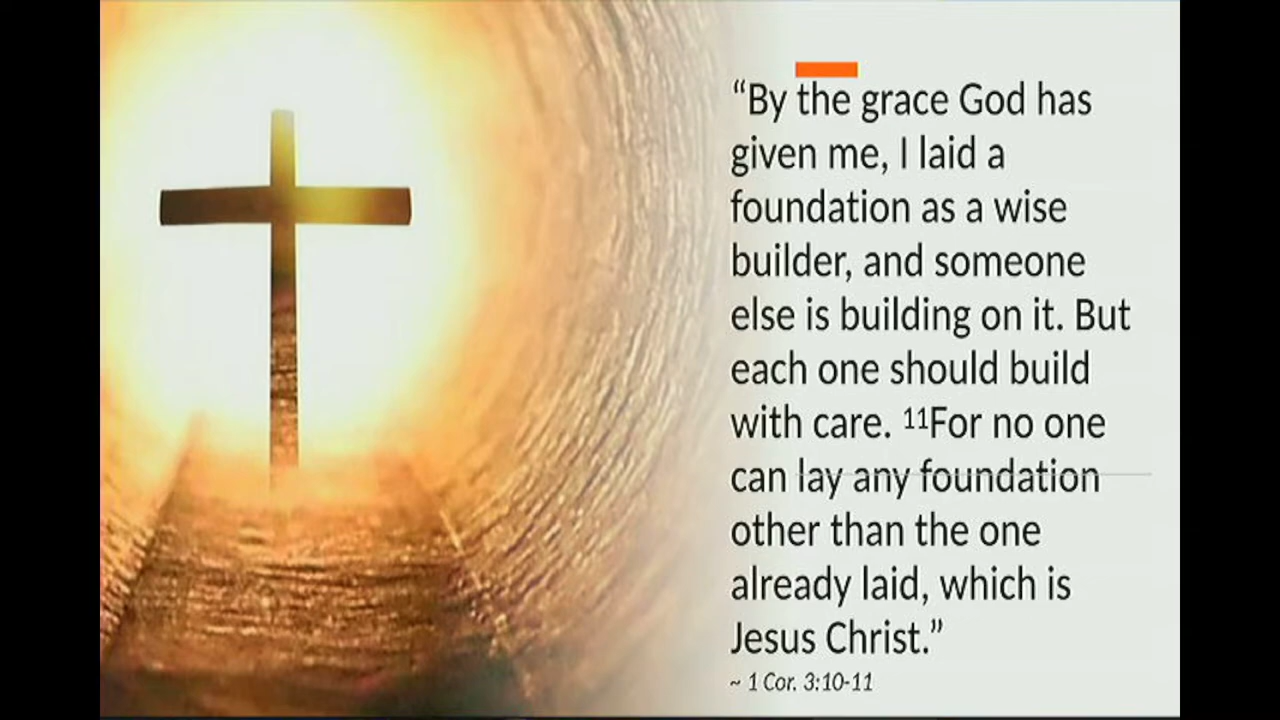 “By the grace God has
given me, I laid a
foundation as a wise
builder, and someone
else is building on it. But
each one should build
with care. ¹¹For no one
can lay any foundation
other than the one
already laid, which is
Jesus Christ.”
~ 1 Cor. 3:10-11